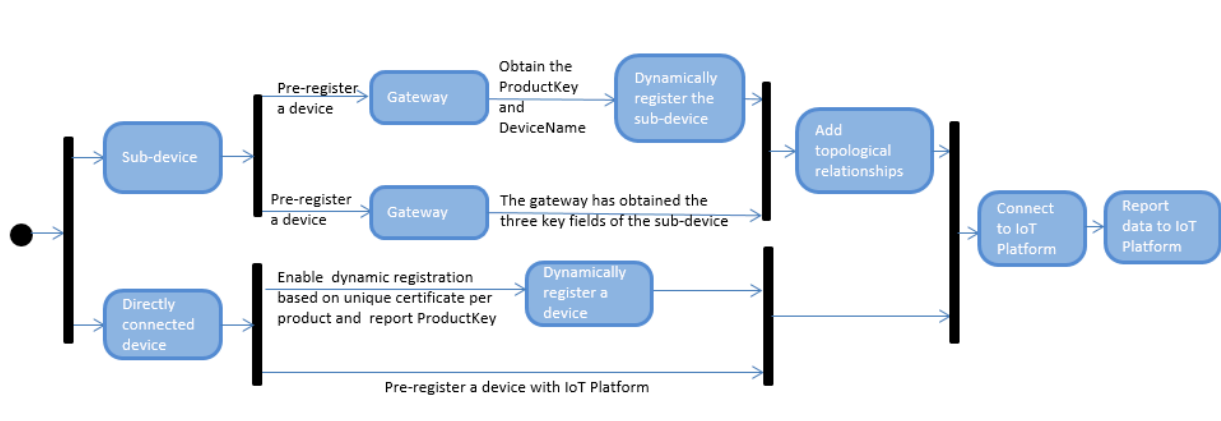 Pre-register
a device
Gateway
Obtain the
ProductKey
and
DeviceName
Dynamically
register the
sub-device
Sub-device
Add
topological
relationships
Pre-register
a device
Gateway
The gateway has obtained the
three key fields of the sub-device
Connect
to IoT
Platform
Report
data to IoT
Platform
Directly
connected
device
Enable dynamic registration
based on unique certificate per
product and report ProductKey
Dynamically
register a
device
Pre-register a device with IoT Platform